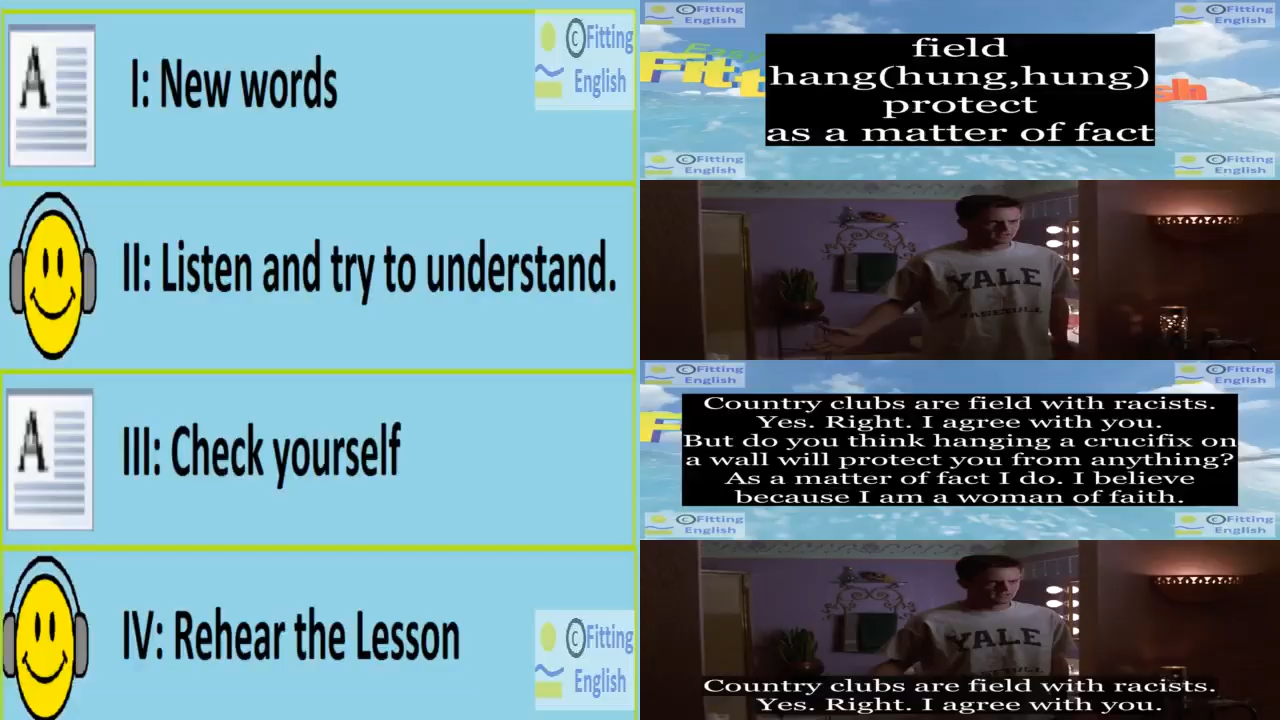 I: New words
©Fitting
English
II: Listen and try to understand.
III: Check yourself
IV: Rehear the Lesson
©Fitting
English
©Fitting
English
©Fitting
English
Easy
Fitt
sh
field
hang(hung,hung)
protect
as a matter of fact
©Fitting
English
©Fitting
English
YALE
©Fitting
English
©Fitting
English
F
Country clubs are field with racists.
Yes. Right. I agree with you.
But do you think hanging a crucifix on
a wall will protect you from anything?
As a matter of fact I do. I believe
because I am a woman of faith.
©Fitting
English
©Fitting
English
YALE
Country clubs are field with racists.
Yes. Right. I agree with you.